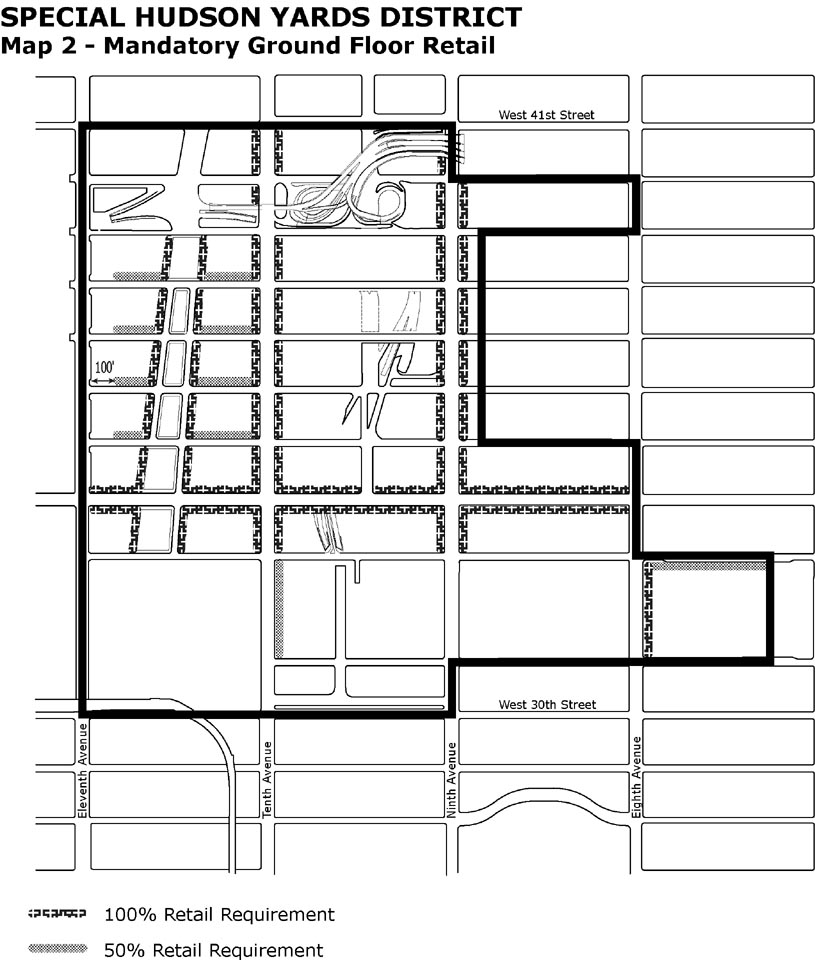 SPECIAL HUDSON YARDS DISTRICT
Map 2 - Mandatory Ground Floor Retail
West 41st Street
100'
West 30th Street
Eleventh Avenue
Tenth Avenue
Ninth Avenue
Eighth Avenue
100% Retail Requirement
50% Retail Requirement